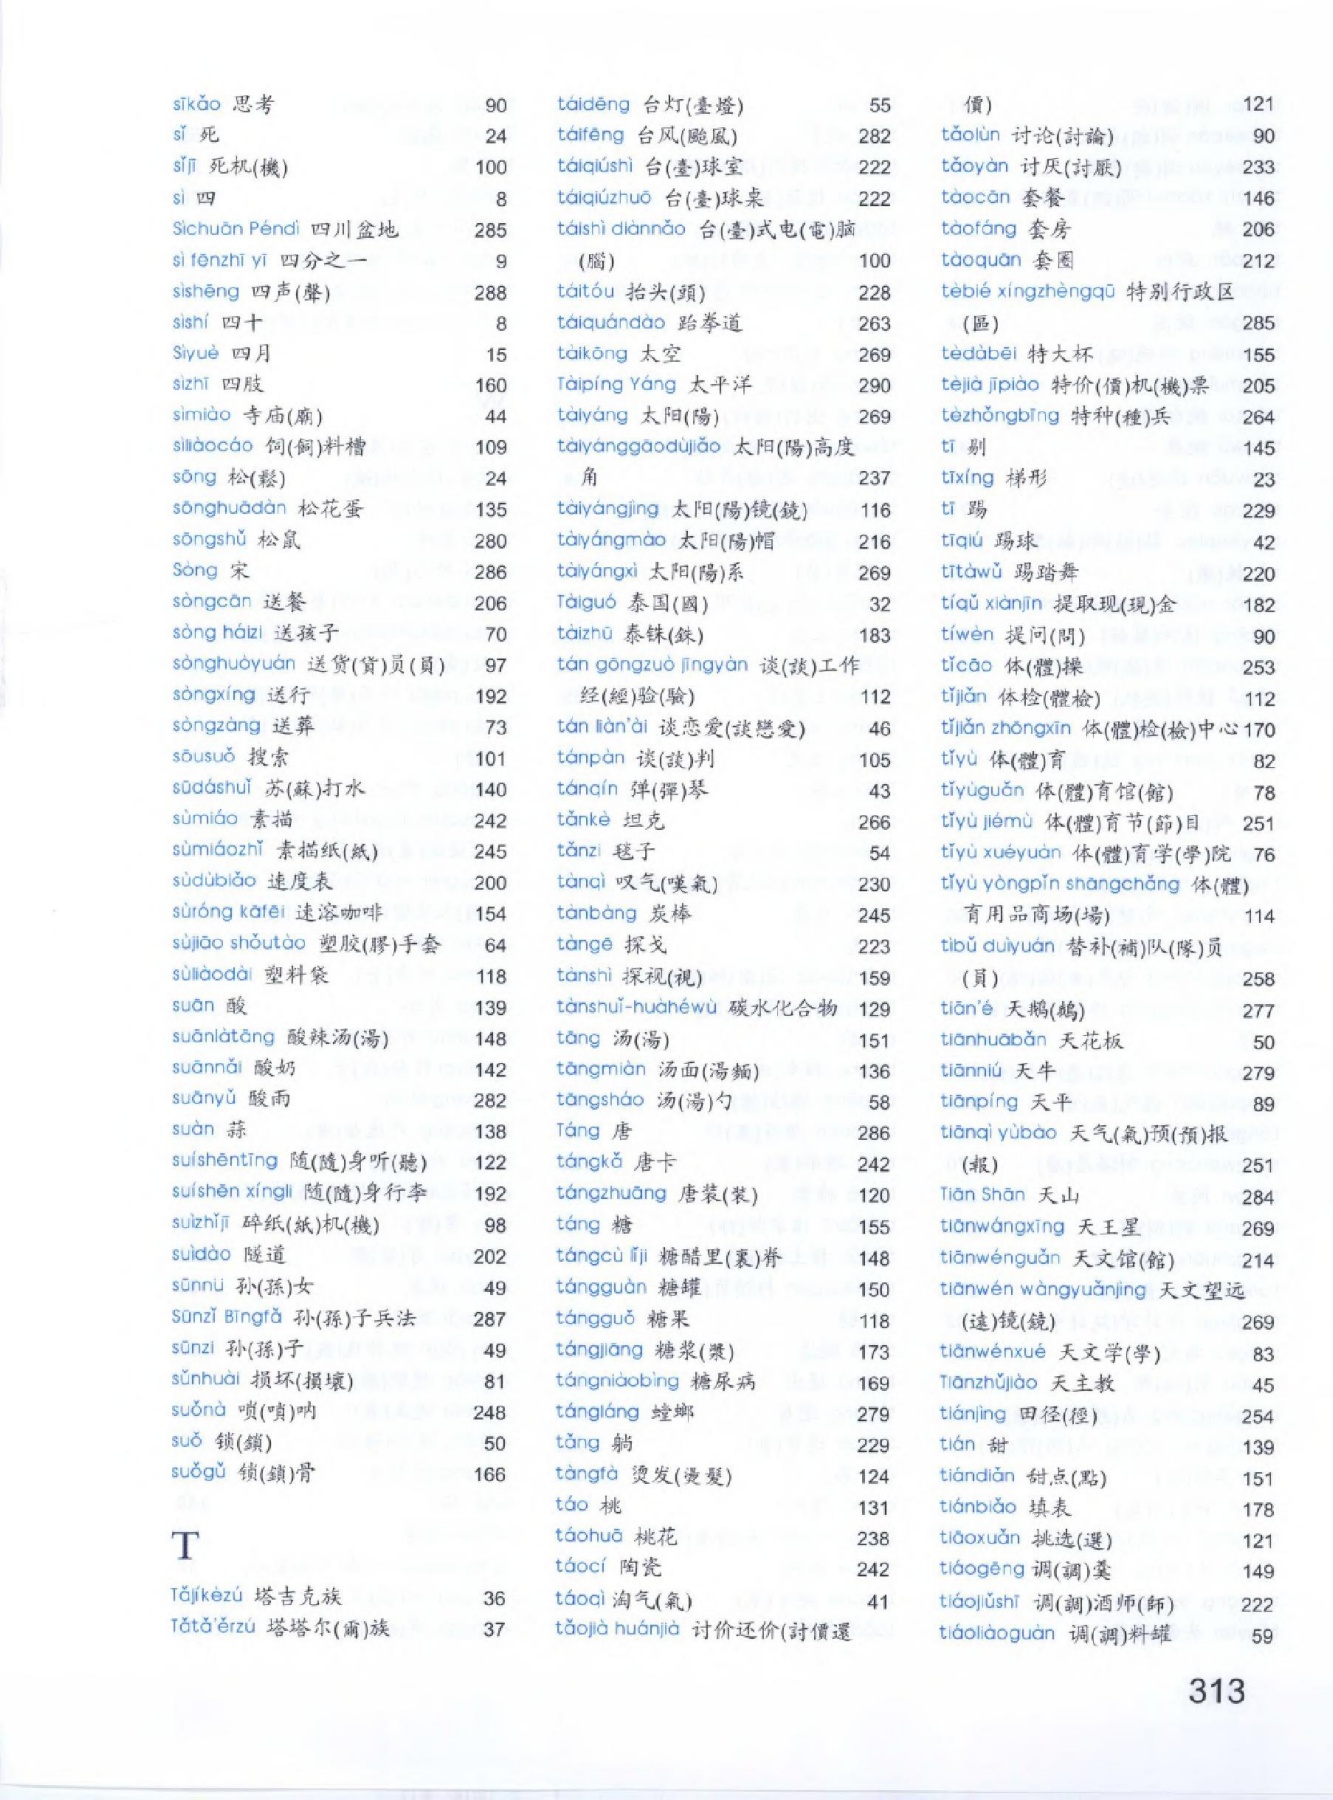 sīkǎo 思考 90
sǐ 死 24
sǐjī 死机(機) 100
sì 四 8
Sìchuān Péndì 四川盆地 285
sì fēnzhī yī 四分之一 9
sìshēng 四声(聲) 288
sìshí 四十 8
Sìyuè 四月 15
sìzhī 四肢 160
sìmiào 寺庙(廟) 44
sìliàocáo 饲(飼)料槽 109
sōng 松(鬆) 24
sōnghuādàn 松花蛋 135
sōngshǔ 松鼠 280
Sòng 宋 286
sòngcān 送餐 206
sòng háizi 送孩子 70
sònghuòyuán 送货(貨)员(員) 97
sòngxíng 送行 192
sòngzàng 送葬 73
sōusuǒ 搜索 101
sūdáshuǐ 苏(蘇)打水 140
sùmiáo 素描 242
sùmiáozhǐ 素描纸(紙) 245
sùdùbiǎo 速度表 200
sùróng kāfēi 速溶咖啡 154
sùjiāo shǒutào 塑胶(膠)手套 64
sùliàodài 塑料袋 118
suān 酸 139
suānlàtāng 酸辣汤(湯) 148
suānnǎi 酸奶 142
suānyǔ 酸雨 282
suàn 蒜 138
suíshēntīng 随(隨)身听(聽) 122
suíshēn xíngli 随(隨)身行李 192
suìzhǐjī 碎纸(紙)机(機) 98
suìdào 隧道 202
sūnnü 孙(孫)女 49
Sūnzǐ Bīngfǎ 孙(孫)子兵法 287
sūnzi 孙(孫)子 49
sǔnhuài 损坏(損壞) 81
suǒnà 唢(嗩)呐 248
suǒ 锁(鎖) 50
suǒgǔ 锁(鎖)骨 166
T
Tǎjíkèzú 塔吉克族 36
Tǎtǎ'ěrzú 塔塔尔(爾)族 37
táidēng 台灯(臺燈) 55
táifēng 台风(颱風) 282
táiqiúshì 台(臺)球室 222
táiqiúzhuō 台(臺)球桌 222
táishì diànnǎo 台(臺)式电(電)脑
(腦) 100
táitóu 抬头(頭) 228
táiquándào 跆拳道 263
tàikōng 太空 269
Tàipíng Yáng 太平洋 290
tàiyáng 太阳(陽) 269
tàiyánggāodùjiǎo 太阳(陽)高度
角 237
tàiyángjìng 太阳(陽)镜(鏡) 116
tàiyángmào 太阳(陽)帽 216
tàiyángxì 太阳(陽)系 269
Tàiguó 泰国(國) 32
tàizhū 泰铢(銖) 183
tán gōngzuò jīngyàn 谈(談)工作
经(經)验(驗) 112
tán liàn'ài 谈恋爱(談戀愛) 46
tánpàn 谈(談)判 105
tánqín 弹(彈)琴 43
tǎnkè 坦克 266
tǎnzi 毯子 54
tànqì 叹气(嘆氣) 230
tànbàng 炭棒 245
tàngē 探戈 223
tànshì 探视(視) 159
tànshuǐ-huàhéwù 碳水化合物 129
tāng 汤(湯) 151
tāngmiàn 汤面(湯麵) 136
tāngsháo 汤(湯)勺 58
Táng 唐 286
tángkǎ 唐卡 242
tángzhuāng 唐装(裝) 120
táng 糖 155
tángcù lǐji 糖醋里(裏)脊 148
tángguàn 糖罐 150
tángguǒ 糖果 118
tángjiāng 糖浆(漿) 173
tángniàobìng 糖尿病 169
tángláng 螳螂 279
tǎng 躺 229
tàngfà 烫发(燙髮) 124
táo 桃 131
táohuā 桃花 238
táocí 陶瓷 242
táoqì 淘气(氣) 41
tǎojià huánjià 讨价还价(討價還
價) 121
tǎolùn 讨论(討論) 90
tǎoyàn 讨厌(討厭) 233
tàocān 套餐 146
tàofáng 套房 206
tàoquān 套圈 212
tèbié xíngzhèngqū 特别行政区
(區) 285
tèdàbēi 特大杯 155
tèjià jīpiào 特价(價)机(機)票 205
tèzhǒngbīng 特种(種)兵 264
tī 剔 145
tīxíng 梯形 23
tī 踢 229
tīqiú 踢球 42
tītàwǔ 踢踏舞 220
tíqǔ xiànjīn 提取现(現)金 182
tíwèn 提问(問) 90
tǐcāo 体(體)操 253
tǐjiǎn 体检(體檢) 112
tǐjiǎn zhōngxīn 体(體)检(檢)中心 170
tǐyù 体(體)育 82
tǐyùguǎn 体(體)育馆(館) 78
tǐyù jiémù 体(體)育节(節)目 251
tǐyù xuéyuàn 体(體)育学(學)院 76
tǐyù yòngpǐn shāngchǎng 体(體)
育用品商场(場) 114
tìbǔ duìyuán 替补(補)队(隊)员
(員) 258
tiān'é 天鹅(鵝) 277
tiānhuābǎn 天花板 50
tiānniú 天牛 279
tiānpíng 天平 89
tiānqì yùbào 天气(氣)预(預)报
(報) 251
Tiān Shān 天山 284
tiānwángxīng 天王星 269
tiānwénguǎn 天文馆(館) 214
tiānwén wàngyuǎnjìng 天文望远
(遠)镜(鏡) 269
tiānwénxué 天文学(學) 83
Tiānzhǔjiào 天主教 45
tiánjìng 田径(徑) 254
tián 甜 139
tiándiǎn 甜点(點) 151
tiánbiǎo 填表 178
tiāoxuǎn 挑选(選) 121
tiáogēng 调(調)羹 149
tiáojiǔshī 调(調)酒师(師) 222
tiáoliàoguàn 调(調)料罐 59
313